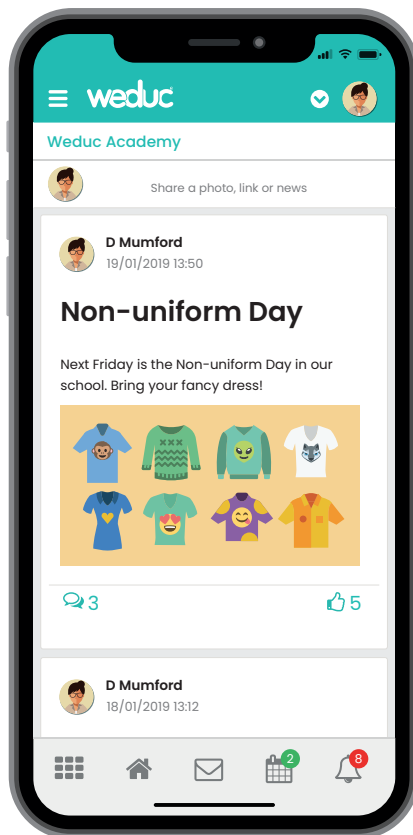 weduc
Weduc Academy
Share a photo, link or news
D Mumford
19/01/2019 13:50
Non-uniform Day
Next Friday is the Non-uniform Day in our
school. Bring your fancy dress!
3
5
D Mumford
18/01/2019 13:12
2
8